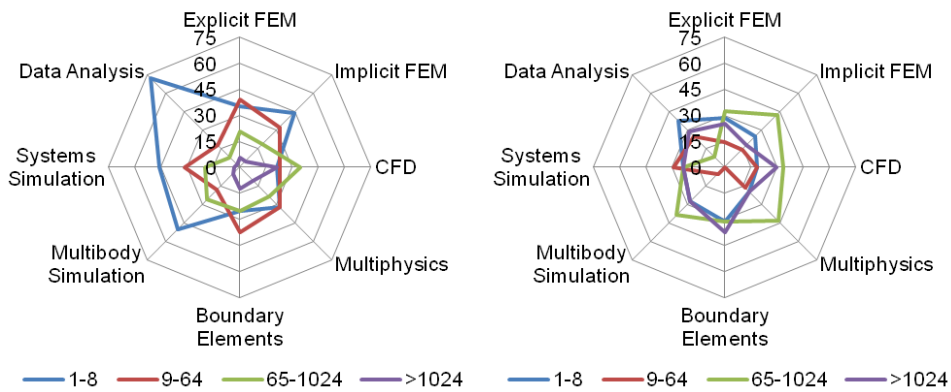 Explicit FEM
75
60
45
30
15
0
Implicit FEM
CFD
Multiphysics
Boundary
Elements
Multibody
Simulation
Systems
Simulation
Data Analysis
1-8
9-64
65-1024
>1024
Explicit FEM
75
60
45
30
15
0
Implicit FEM
CFD
Multiphysics
Boundary
Elements
Multibody
Simulation
Systems
Simulation
Data Analysis
1-8
9-64
65-1024
>1024